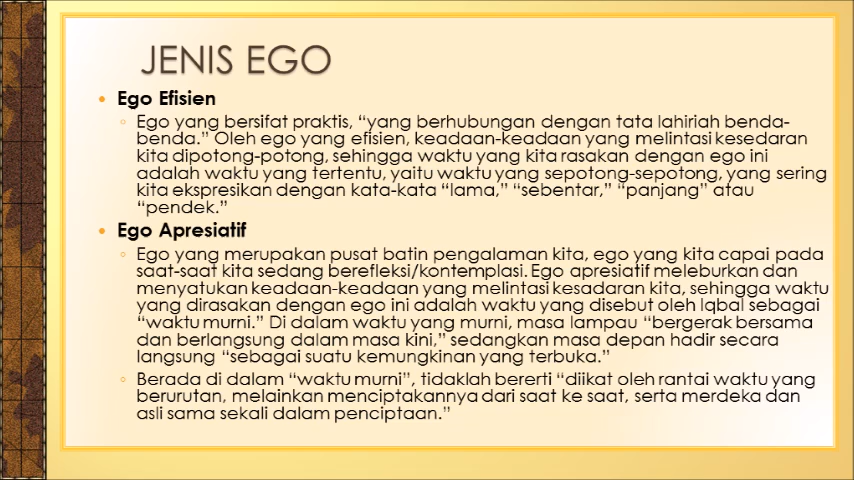 JENIS EGO
• Ego Efisien
◦ Ego yang bersifat praktis, “yang berhubungan dengan tata lahiriah benda-
benda.” Oleh ego yang efisien, keadaan-keadaan yang melintasi kesedaran
kita dipotong-potong, sehingga waktu yang kita rasakan dengan ego ini
adalah waktu yang tertentu, yaitu waktu yang sepotong-sepotong, yang sering
kita ekspresikan dengan kata-kata “lama,” “sebentar,” “panjang” atau
“pendek.”
• Ego Apresiatif
◦ Ego yang merupakan pusat batin pengalaman kita, ego yang kita capai pada
saat-saat kita sedang berefleksi/kontemplasi. Ego apresiatif meleburkan dan
menyatukan keadaan-keadaan yang melintasi kesadaran kita, sehingga waktu
yang dirasakan dengan ego ini adalah waktu yang disebut oleh Iqbal sebagai
“waktu murni.” Di dalam waktu yang murni, masa lampau “bergerak bersama
dan berlangsung dalam masa kini,” sedangkan masa depan hadir secara
langsung “sebagai suatu kemungkinan yang terbuka.”
◦ Berada di dalam “waktu murni”, tidaklah bererti “diikat oleh rantai waktu yang
berurutan, melainkan menciptakannya dari saat ke saat, serta merdeka dan
asli sama sekali dalam penciptaan.”